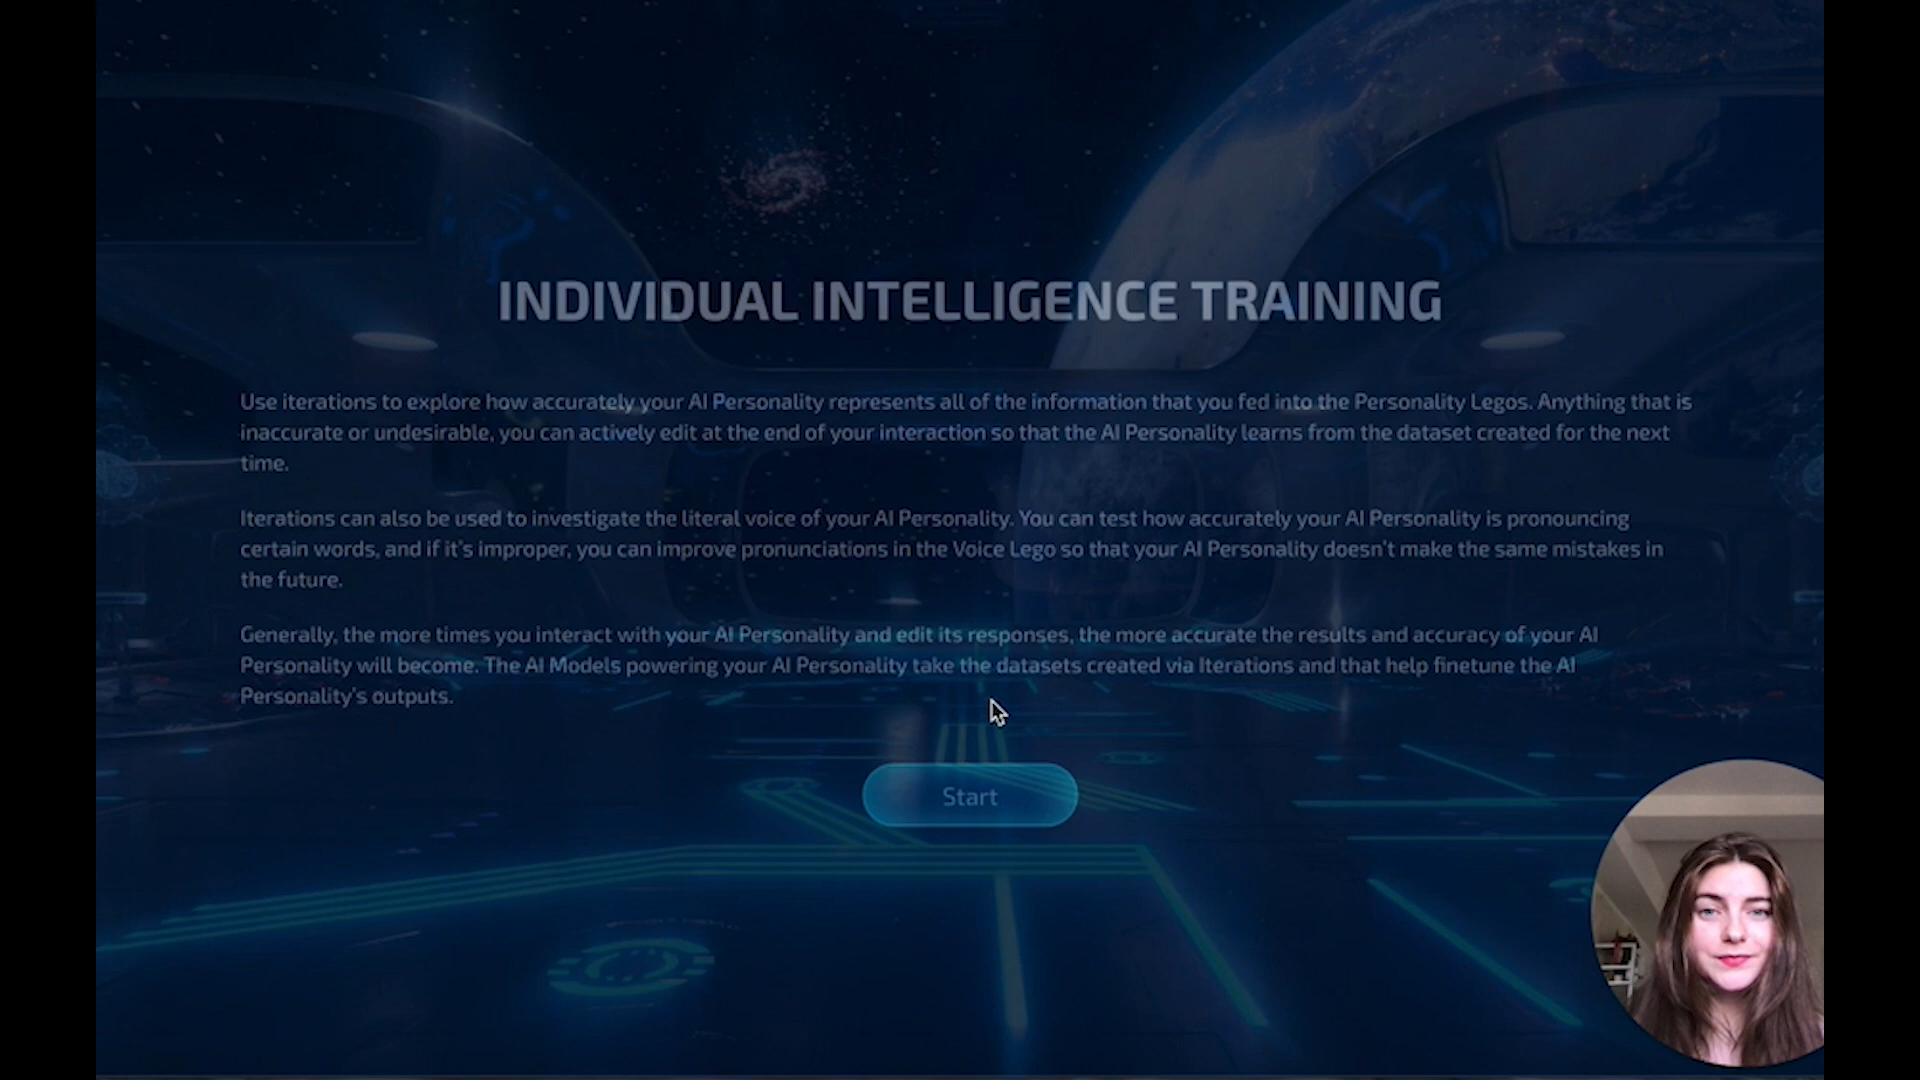 INDIVIDUAL INTELLIGENCE TRAINING
Use iterations to explore how accurately your AI Personality represents all of the information that you fed into the Personality Legos. Anything that is
inaccurate or undesirable, you can actively edit at the end of your interaction so that the AI Personality learns from the dataset created for the next
time.
Iterations can also be used to investigate the literal voice of your AI Personality. You can test how accurately your AI Personality is pronouncing
certain words, and if it's improper, you can improve pronunciations in the Voice Lego so that your AI Personality doesn't make the same mistakes in
the future.
Generally, the more times you interact with your AI Personality and edit its responses, the more accurate the results and accuracy of your AI
Personality will become. The AI Models powering your AI Personality take the datasets created via Iterations and that help finetune the AI
Personality's outputs.
Start